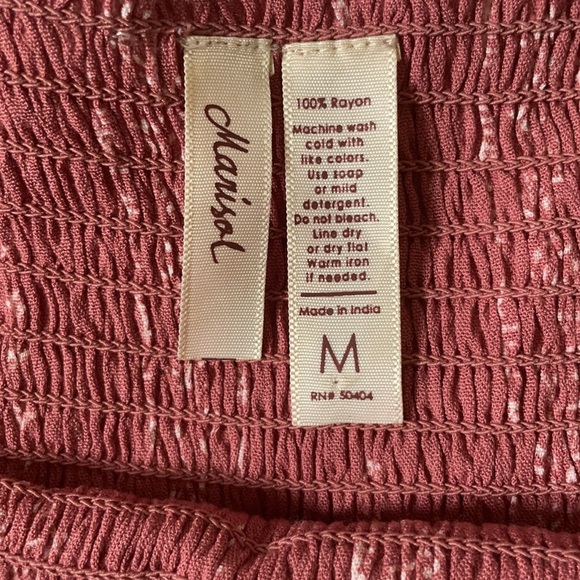 Marisol
100% Rayon
Machine wash
cold with
like colors.
Use soap
or mild
detergent.
Do not bleach.
Line dry
or dry flat
Warm iron
if needed.
Made in India
M
RN# 50404